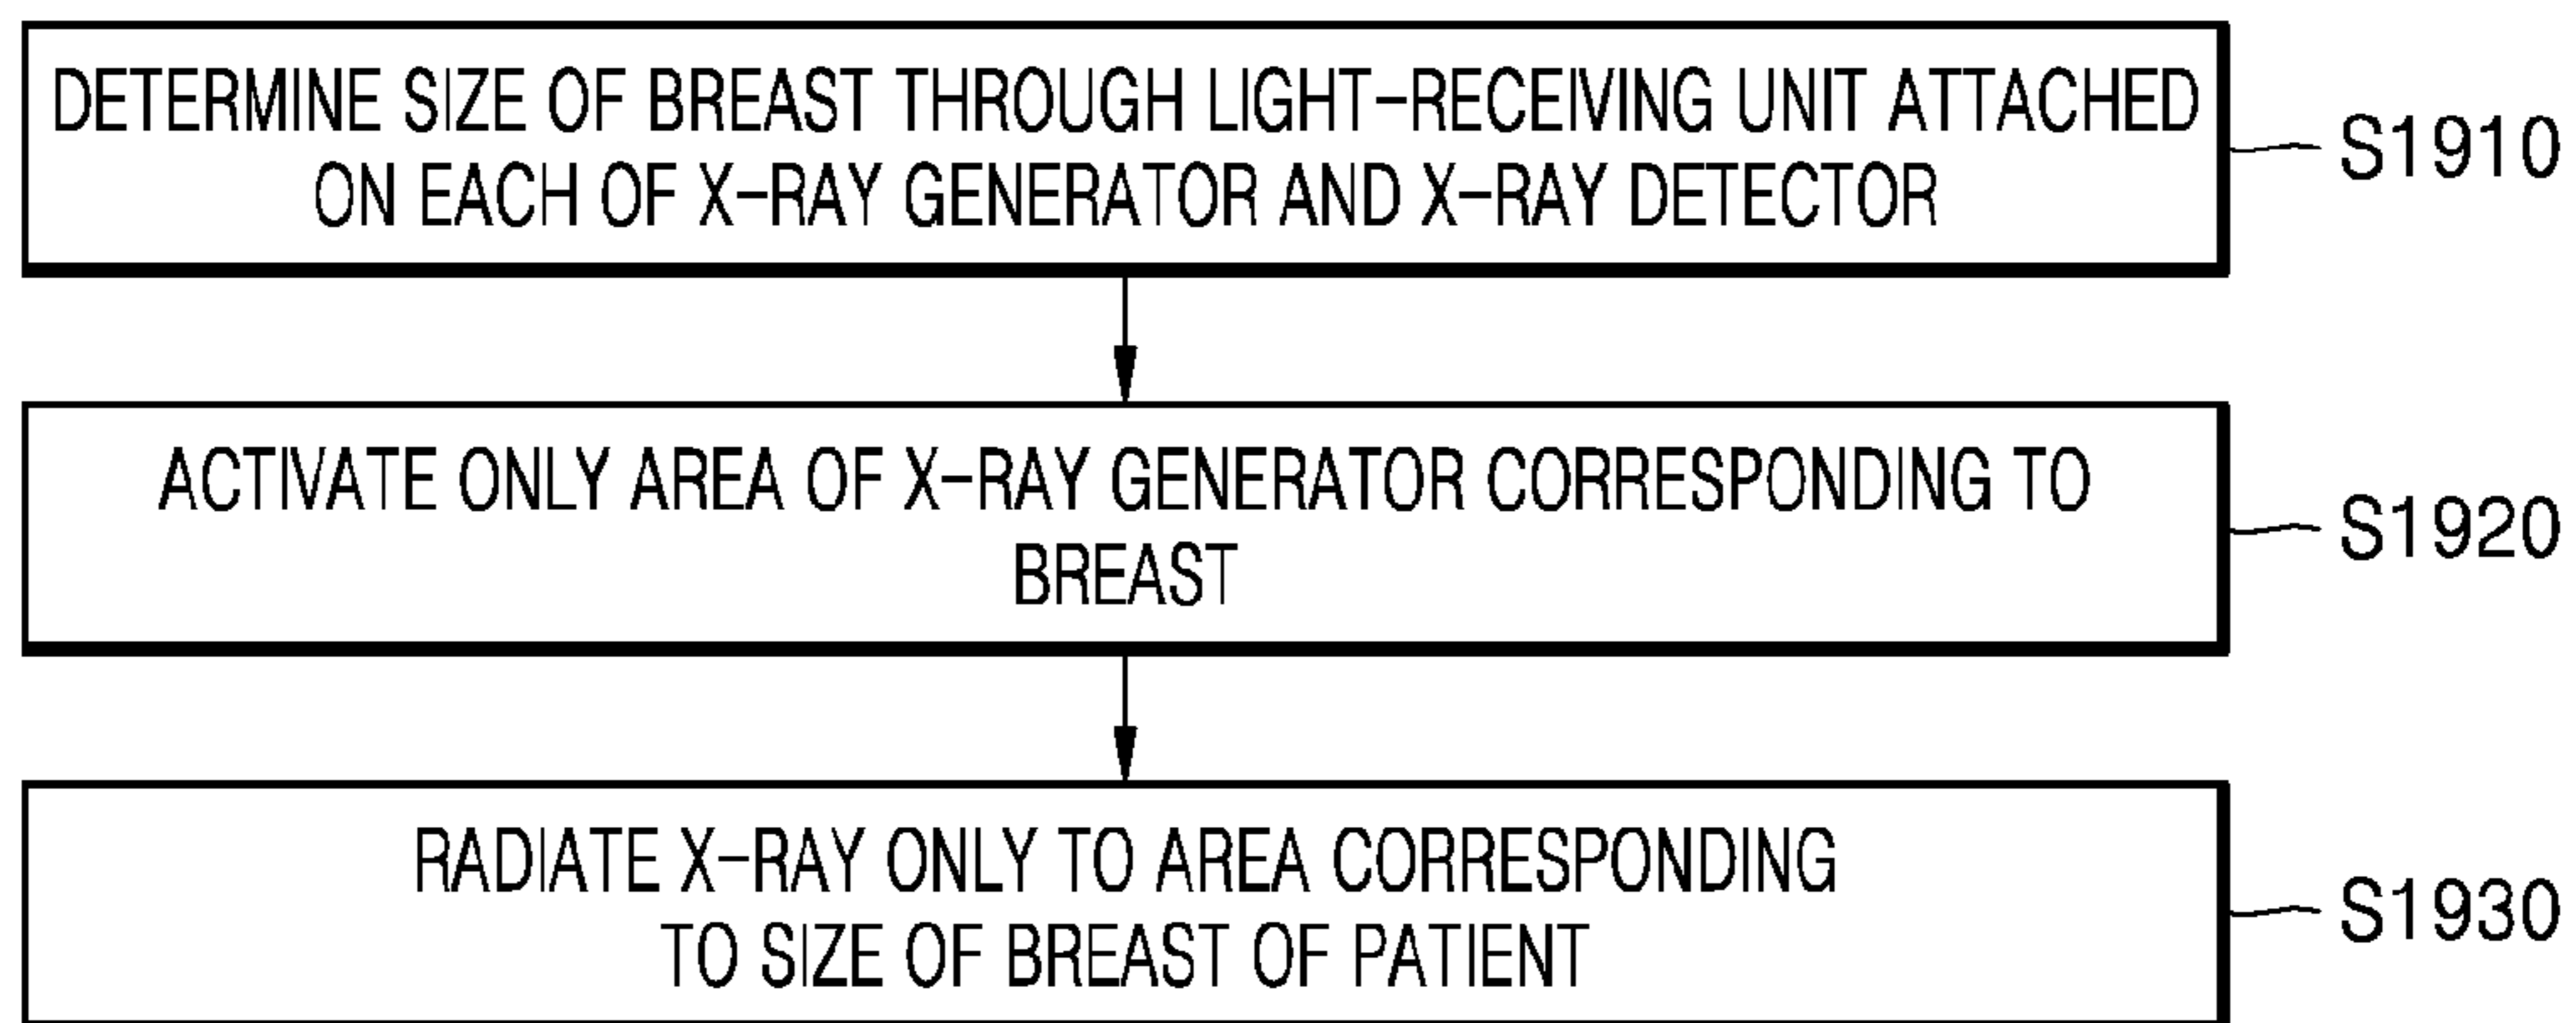 DETERMINE SIZE OF BREAST THROUGH LIGHT-RECEIVING UNIT ATTACHED
ON EACH OF X-RAY GENERATOR AND X-RAY DETECTOR
S1910
ACTIVATE ONLY AREA OF X-RAY GENERATOR CORRESPONDING TO
BREAST
S1920
RADIATE X-RAY ONLY TO AREA CORRESPONDING
TO SIZE OF BREAST OF PATIENT
S1930